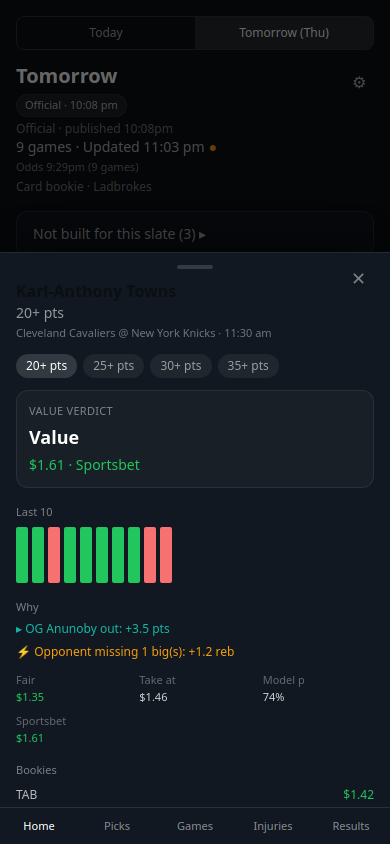 Today
Tomorrow (Thu)
Tomorrow
Official · 10:08 pm
Official · published 10:08pm
9 games · Updated 11:03 pm
Odds 9:29pm (9 games)
Card bookie · Ladbrokes
Not built for this slate (3) ▸
Karl-Anthony Towns
20+ pts
Cleveland Cavaliers @ New York Knicks · 11:30 am
20+ pts
25+ pts
30+ pts
35+ pts
VALUE VERDICT
Value
$1.61 · Sportsbet
Last 10
Why
▸ OG Anunoby out: +3.5 pts
⚡ Opponent missing 1 big(s): +1.2 reb
Fair
Take at
Model p
$1.35
$1.46
74%
Sportsbet
$1.61
Bookies
TAB
$1.42
Home
Picks
Games
Injuries
Results